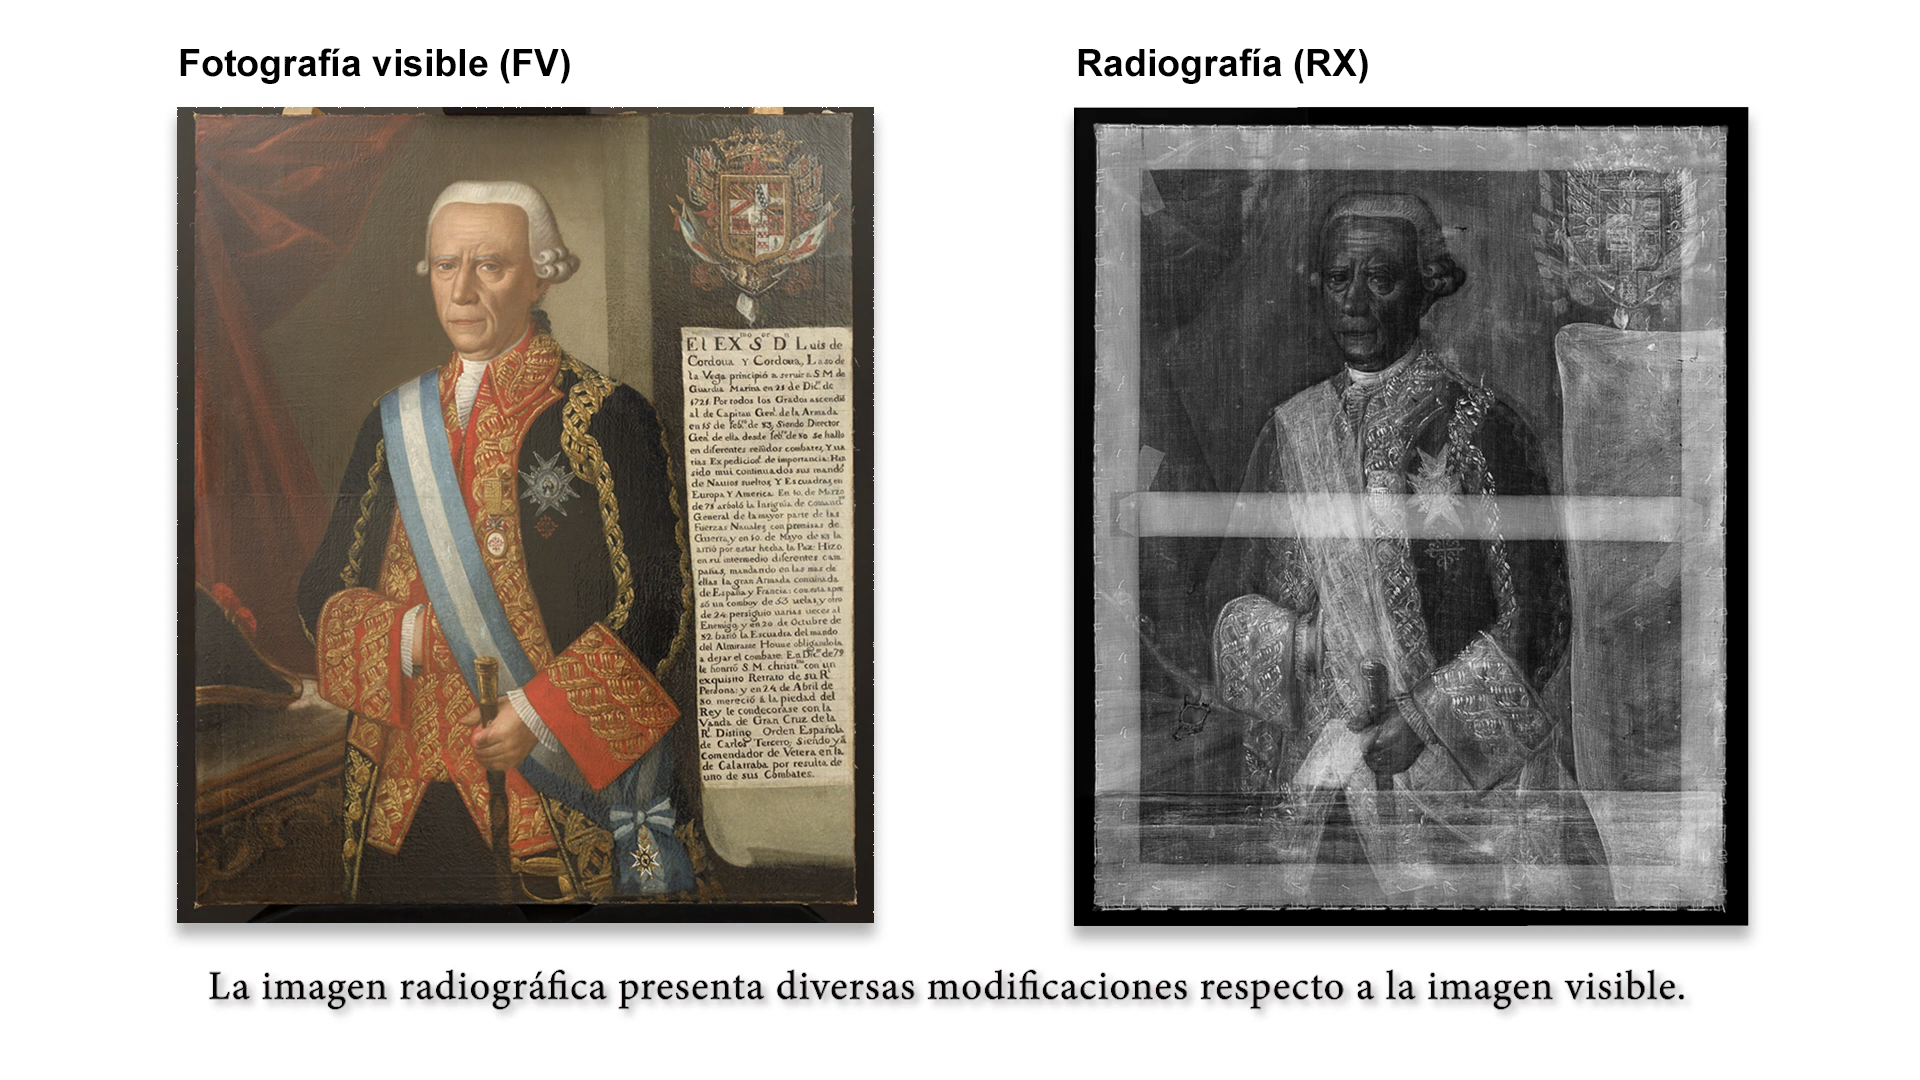 Fotografía visible (FV)
Radiografía (RX)
El EX^mo S^or D^n Luis de
Cordoua Y Cordoua, Laso de
la Vega principió a seruir a S M de
Guardia Marina en 21 de Dic^e. de
1721. Por todos los Grados ascendió
al de Capitan Gen^l. de la Armada
en 15 de feb^o. de 83, Siendo Director
Gen^l. de ella desde feb^o. de 80 se hallo
en diferentes reñidos combates, Y ua
rias Expedicio^s. de importancia: Han
sido mui continuados sus mand^s
de Nauios sueltos, Y Escuadras, en
Europa Y America. En 10. de Marzo
de 78 arboló la Insignia de Comand^te
General de la mayor parte de las
Fuerzas Nauales con premisas de
Guerra, y en 10. de Mayo de 83 la
arrió por estar hecha la Paz: Hizo
en su intermedio diferentes cam
pañas, mandando en las mas de
ellas la gran Armada conuinada
de España y Francia: con esta apre
só un comboy de 53 uelas, y otro
de 24 persiguio uarias ueces al
Enemigo, y en 20 de Octubre de
82. batió la Escuadra del mando
del Almirante Houue obligandola
a dejar el combate. En Dic^e. de 79
le honrró S. M. christi^ma con un
exquisito Retrato de su R^l
Persona: y en 24 de Abril de
80. mereció á la piedad del
Rey le condecorase con la
Vanda de Gran Cruz de la
R^l. Disting^a Orden Española
de Carlos Tercero; Siendo yá
Comendador de Vetera en la
de Calatraba por resulta de
uno de sus Combates.
La imagen radiográfica presenta diversas modificaciones respecto a la imagen visible.